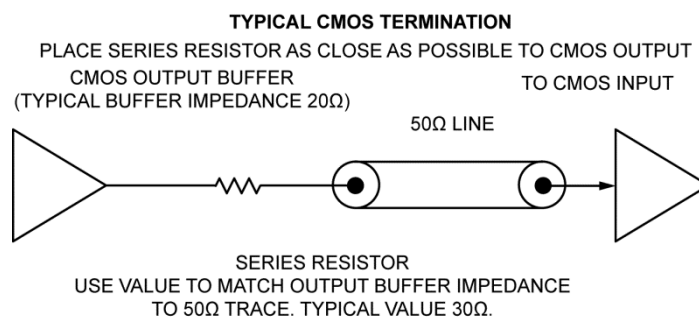 TYPICAL CMOS TERMINATION
PLACE SERIES RESISTOR AS CLOSE AS POSSIBLE TO CMOS OUTPUT
CMOS OUTPUT BUFFER
(TYPICAL BUFFER IMPEDANCE 20Ω)
TO CMOS INPUT
50Ω LINE
SERIES RESISTOR
USE VALUE TO MATCH OUTPUT BUFFER IMPEDANCE
TO 50Ω TRACE. TYPICAL VALUE 30Ω.